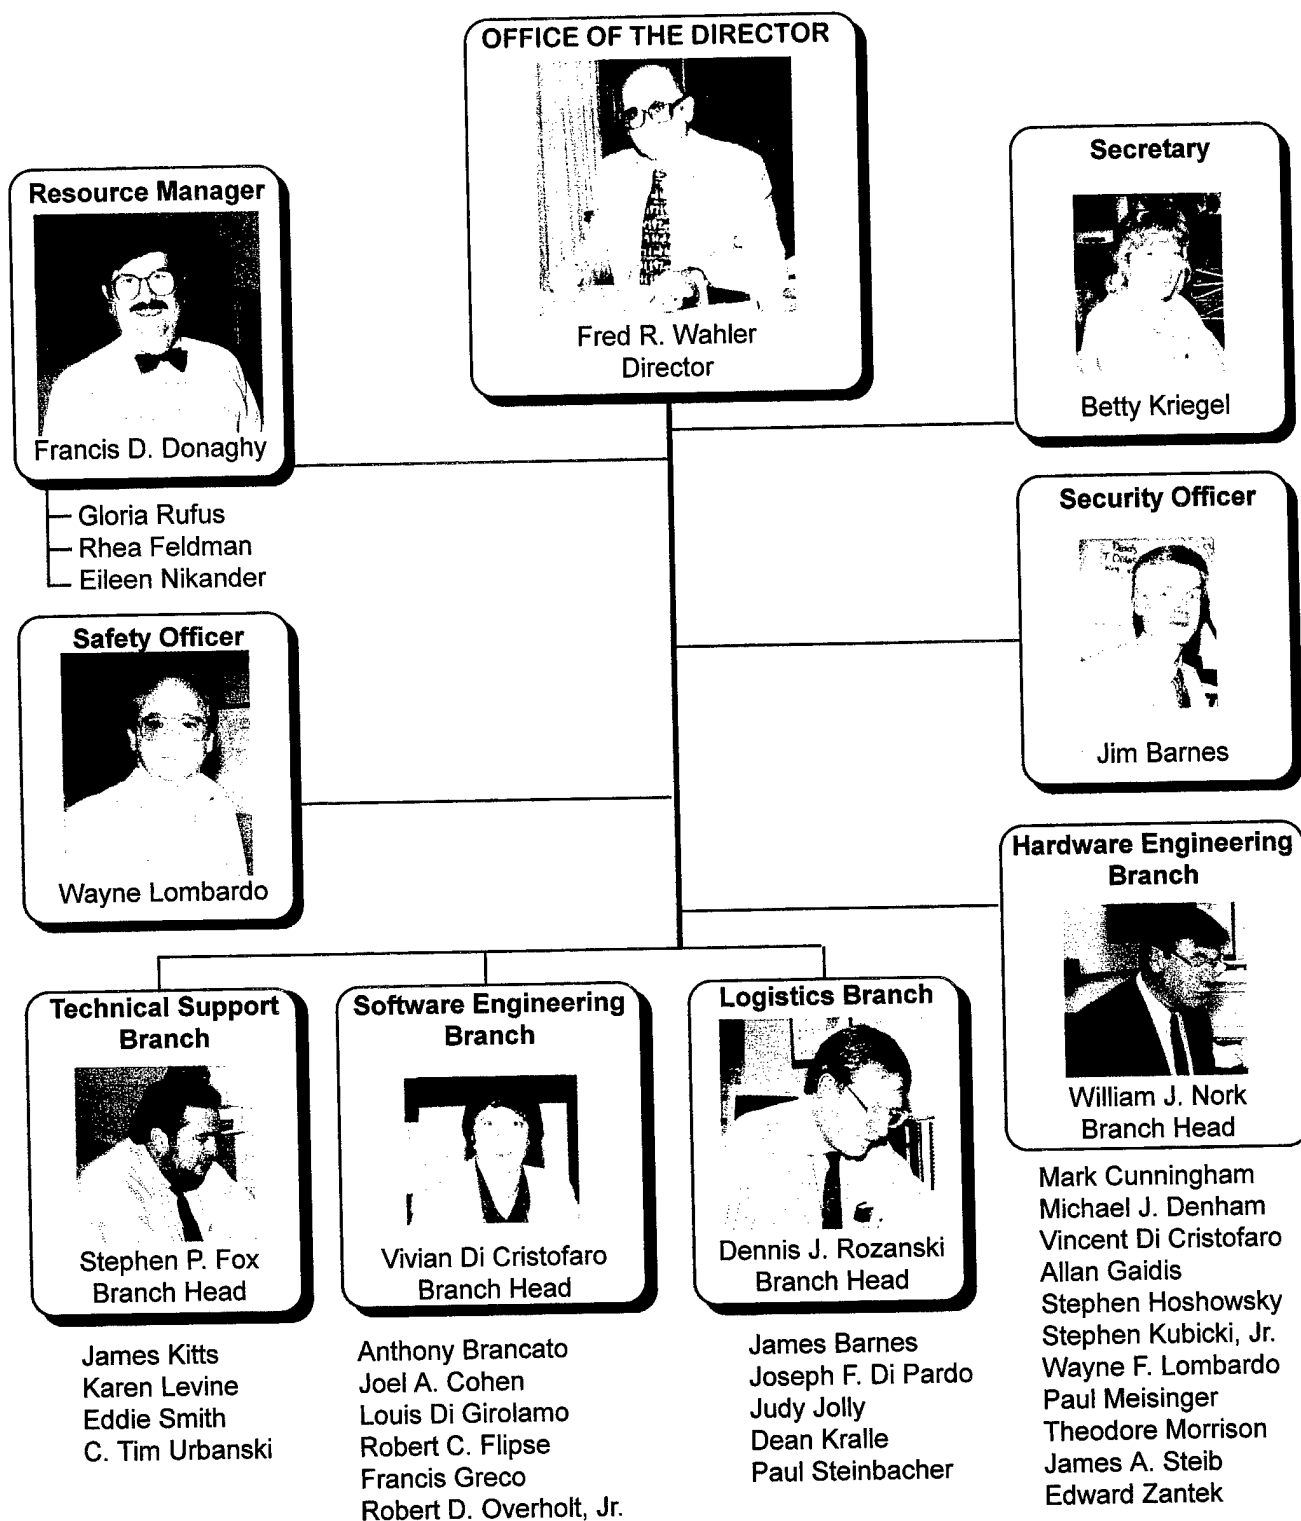 OFFICE OF THE DIRECTOR
Fred R. Wahler
Director
Resource Manager
Francis D. Donaghy
Gloria Rufus
Rhea Feldman
Eileen Nikander
Secretary
Betty Kriegel
Security Officer
Jim Barnes
Safety Officer
Wayne Lombardo
Hardware Engineering
Branch
William J. Nork
Branch Head
Mark Cunningham
Michael J. Denham
Vincent Di Cristofaro
Allan Gaidis
Stephen Hoshowsky
Stephen Kubicki, Jr.
Wayne F. Lombardo
Paul Meisinger
Theodore Morrison
James A. Steib
Edward Zantek
Technical Support
Branch
Stephen P. Fox
Branch Head
James Kitts
Karen Levine
Eddie Smith
C. Tim Urbanski
Software Engineering
Branch
Vivian Di Cristofaro
Branch Head
Anthony Brancato
Joel A. Cohen
Louis Di Girolamo
Robert C. Flipse
Francis Greco
Robert D. Overholt, Jr.
Logistics Branch
Dennis J. Rozanski
Branch Head
James Barnes
Joseph F. Di Pardo
Judy Jolly
Dean Kralle
Paul Steinbacher